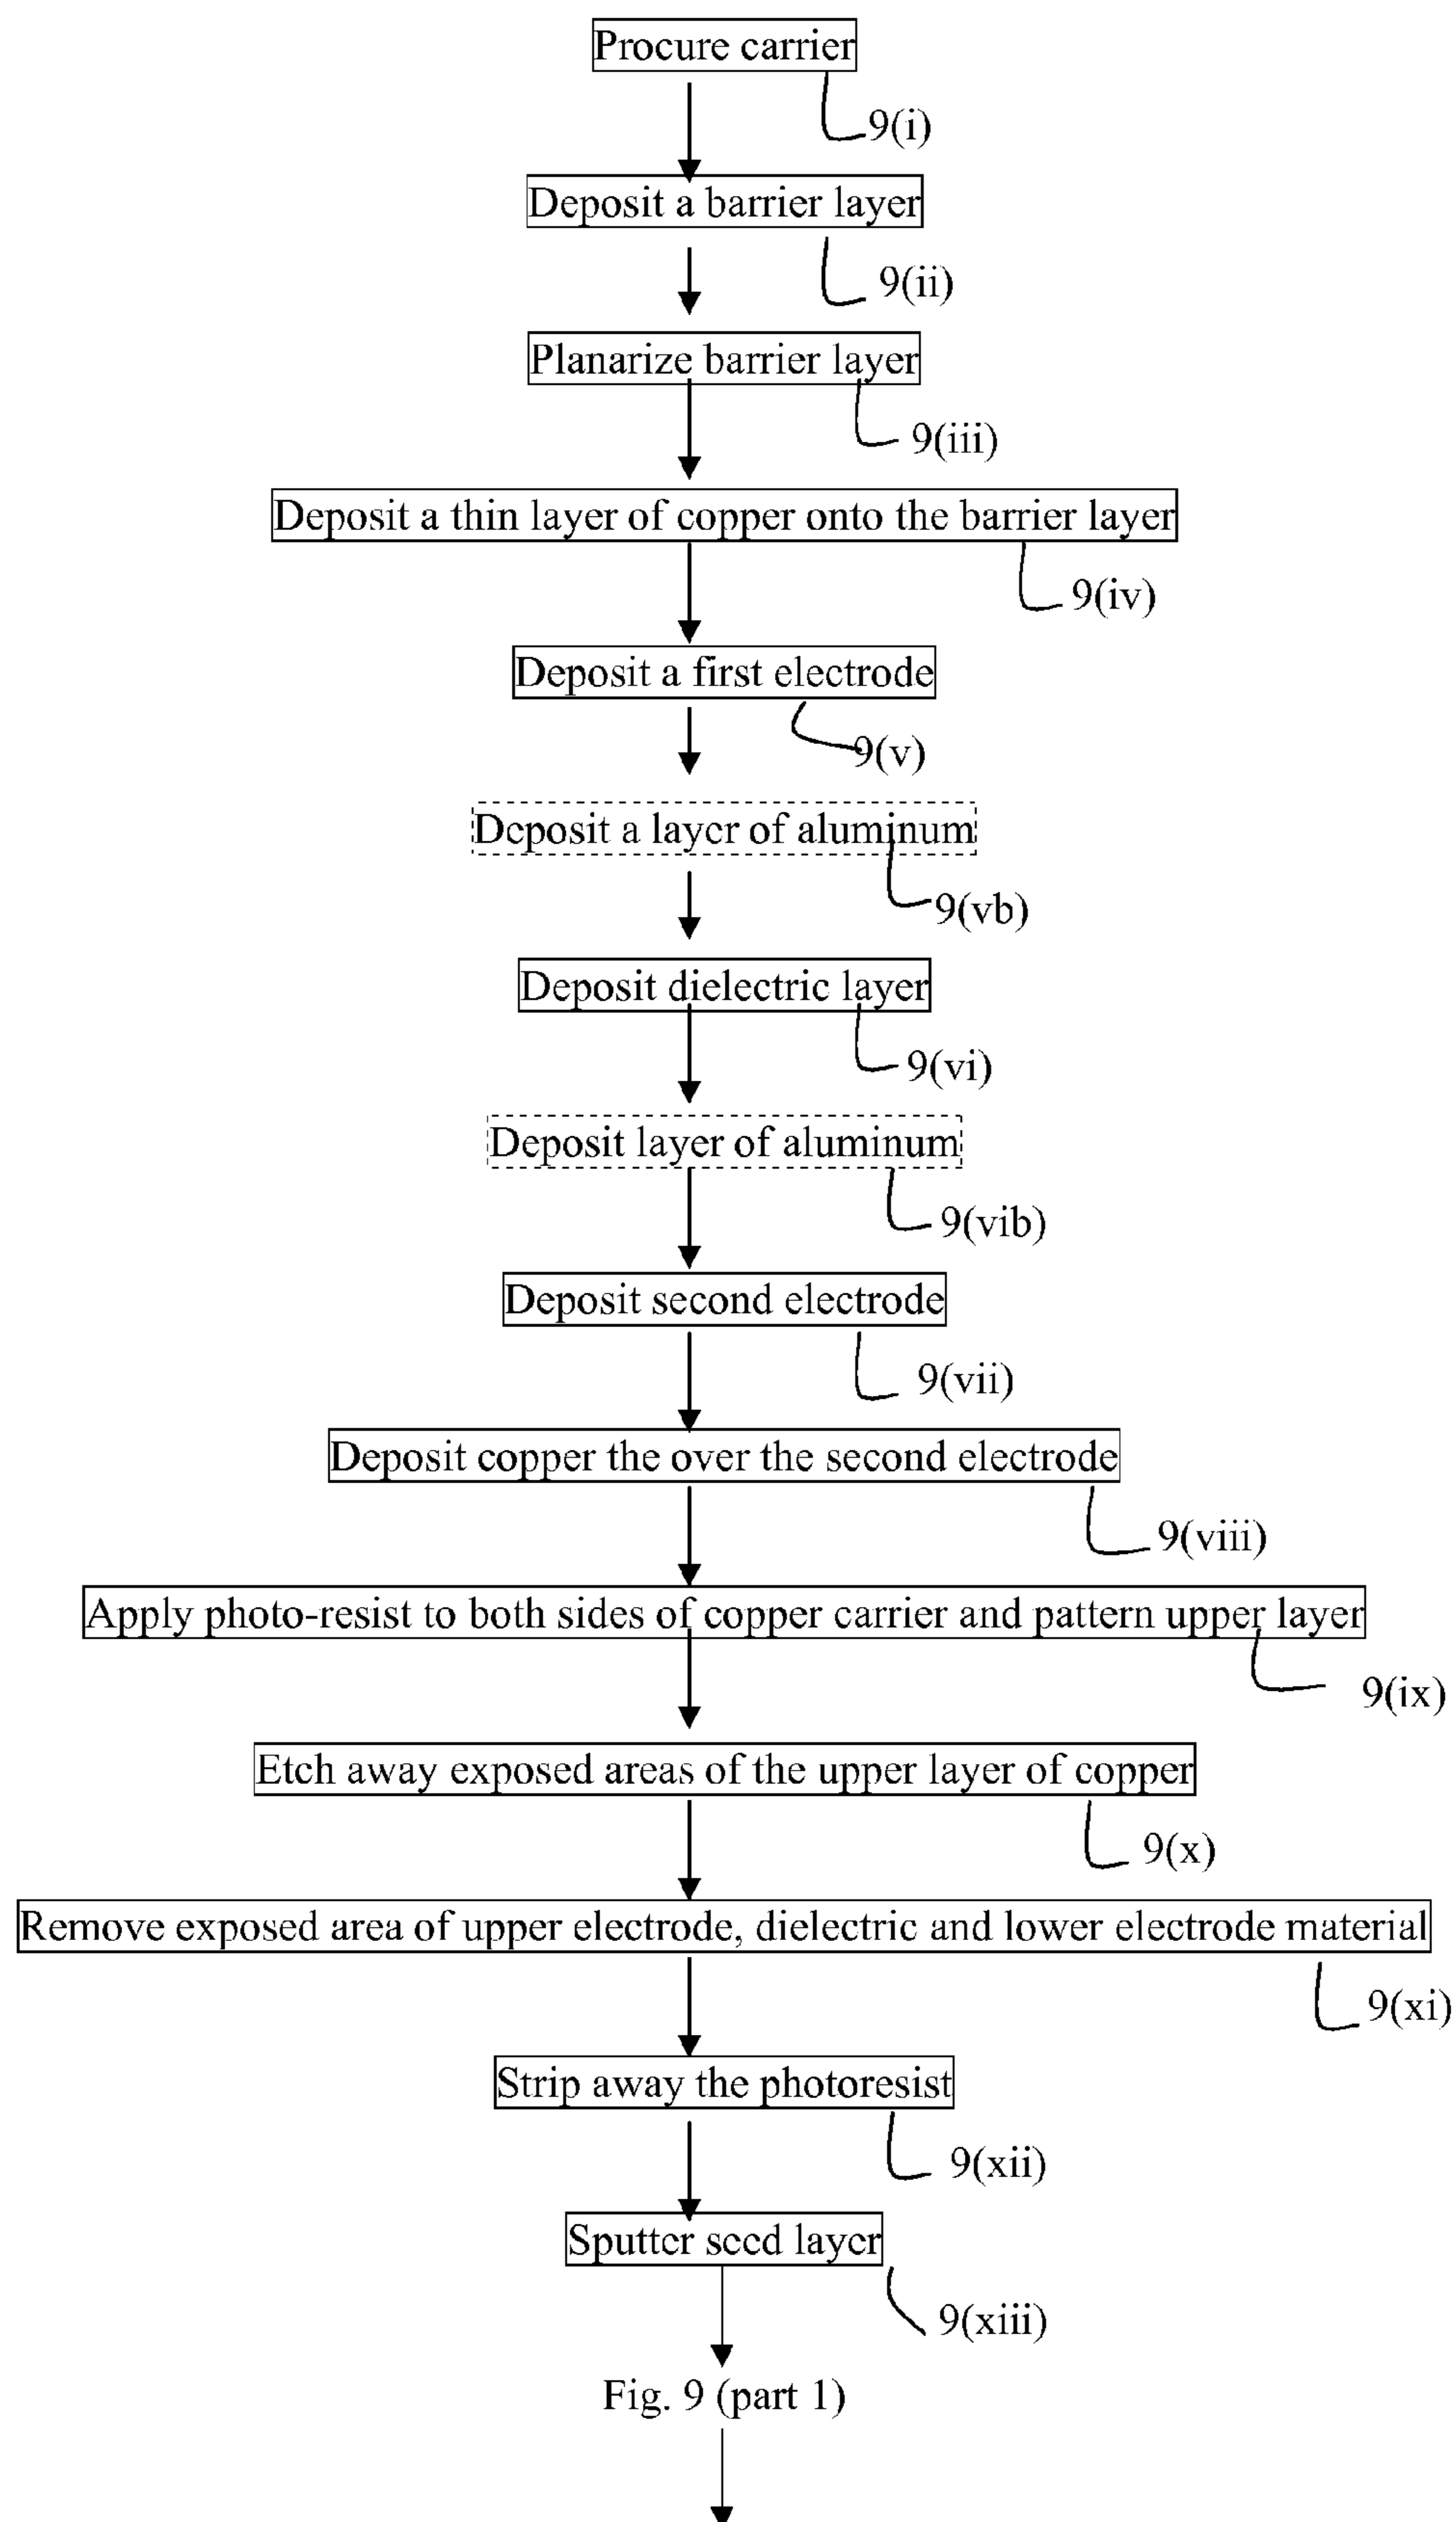 Procure carrier
9(i)
Deposit a barrier layer
9(ii)
Planarize barrier layer
9(iii)
Deposit a thin layer of copper onto the barrier layer
9(iv)
Deposit a first electrode
9(v)
Deposit a layer of aluminum
9(vb)
Deposit dielectric layer
9(vi)
Deposit layer of aluminum
9(vib)
Deposit second electrode
9(vii)
Deposit copper the over the second electrode
9(viii)
Apply photo-resist to both sides of copper carrier and pattern upper layer
9(ix)
Etch away exposed areas of the upper layer of copper
9(x)
Remove exposed area of upper electrode, dielectric and lower electrode material
9(xi)
Strip away the photoresist
9(xii)
Sputter seed layer
9(xiii)
Fig. 9 (part 1)